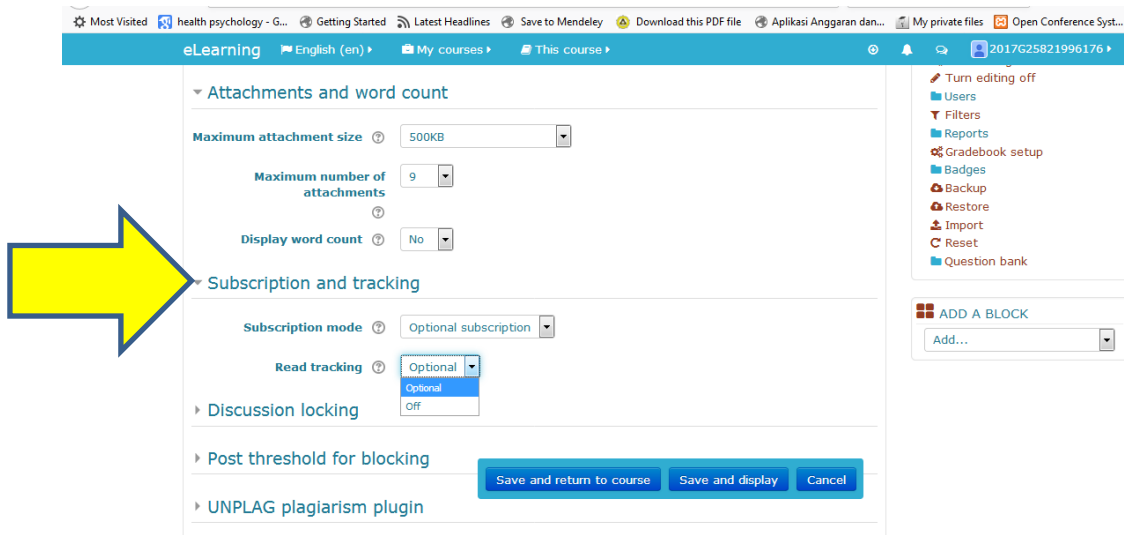 Most Visited health psychology - G... Getting Started Latest Headlines Save to Mendeley Download this PDF file Aplikasi Anggaran dan... My private files Open Conference Syst...
eLearning English (en) My courses This course 2017G25821996176
Attachments and word count
Maximum attachment size 500KB
Maximum number of attachments 9
Display word count No
Subscription and tracking
Subscription mode Optional subscription
Read tracking Optional
Optional
Off
Discussion locking
Post threshold for blocking
Save and return to course Save and display Cancel
UNPLAG plagiarism plugin
Turn editing off
Users
Filters
Reports
Gradebook setup
Badges
Backup
Restore
Import
Reset
Question bank
ADD A BLOCK
Add...